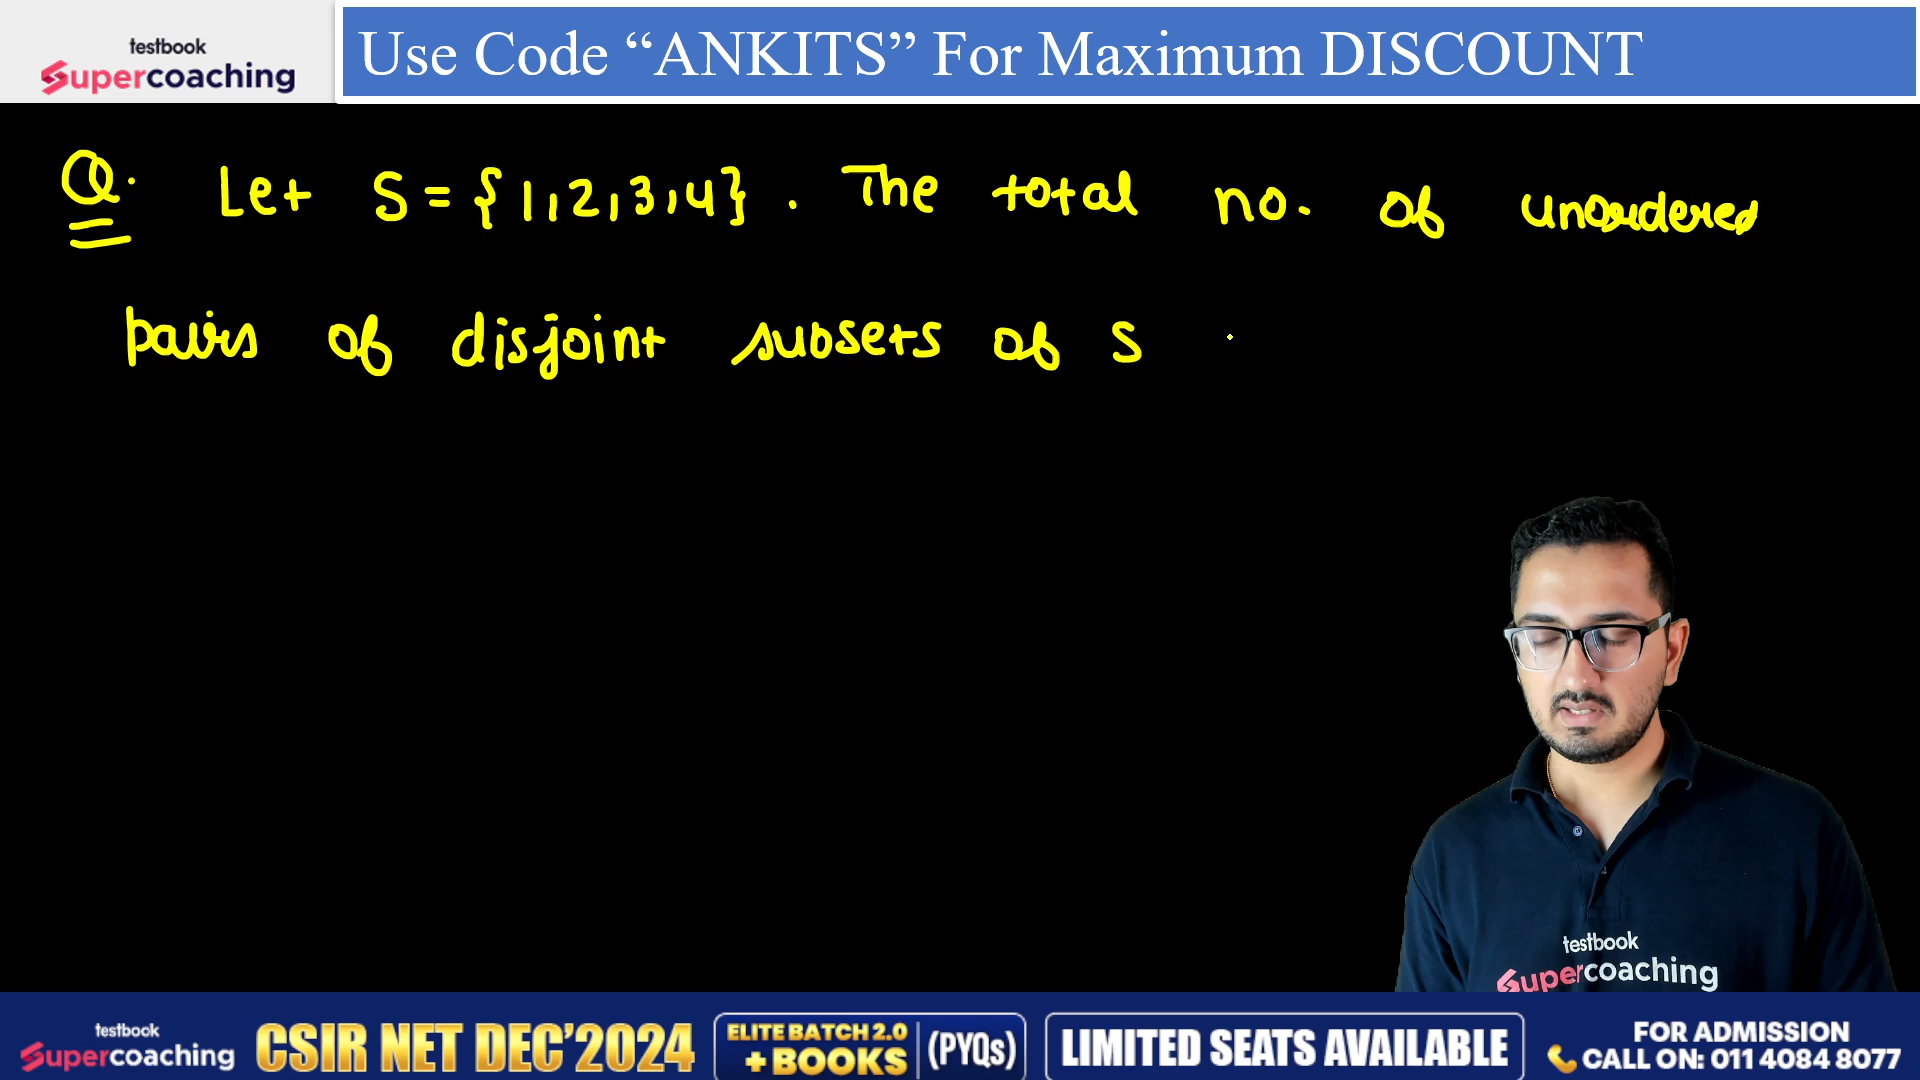 testbook
Supercoaching
Use Code “ANKITS” For Maximum DISCOUNT
Q. Let S = {1,2,3,4}. The total no. of unordered
pairs of disjoint subsets of S
testbook
Supercoaching
testbook
Supercoaching
CSIR NET DEC’2024
ELITE BATCH 2.0
+ BOOKS
(PYQs)
LIMITED SEATS AVAILABLE
FOR ADMISSION
CALL ON: 011 4084 8077